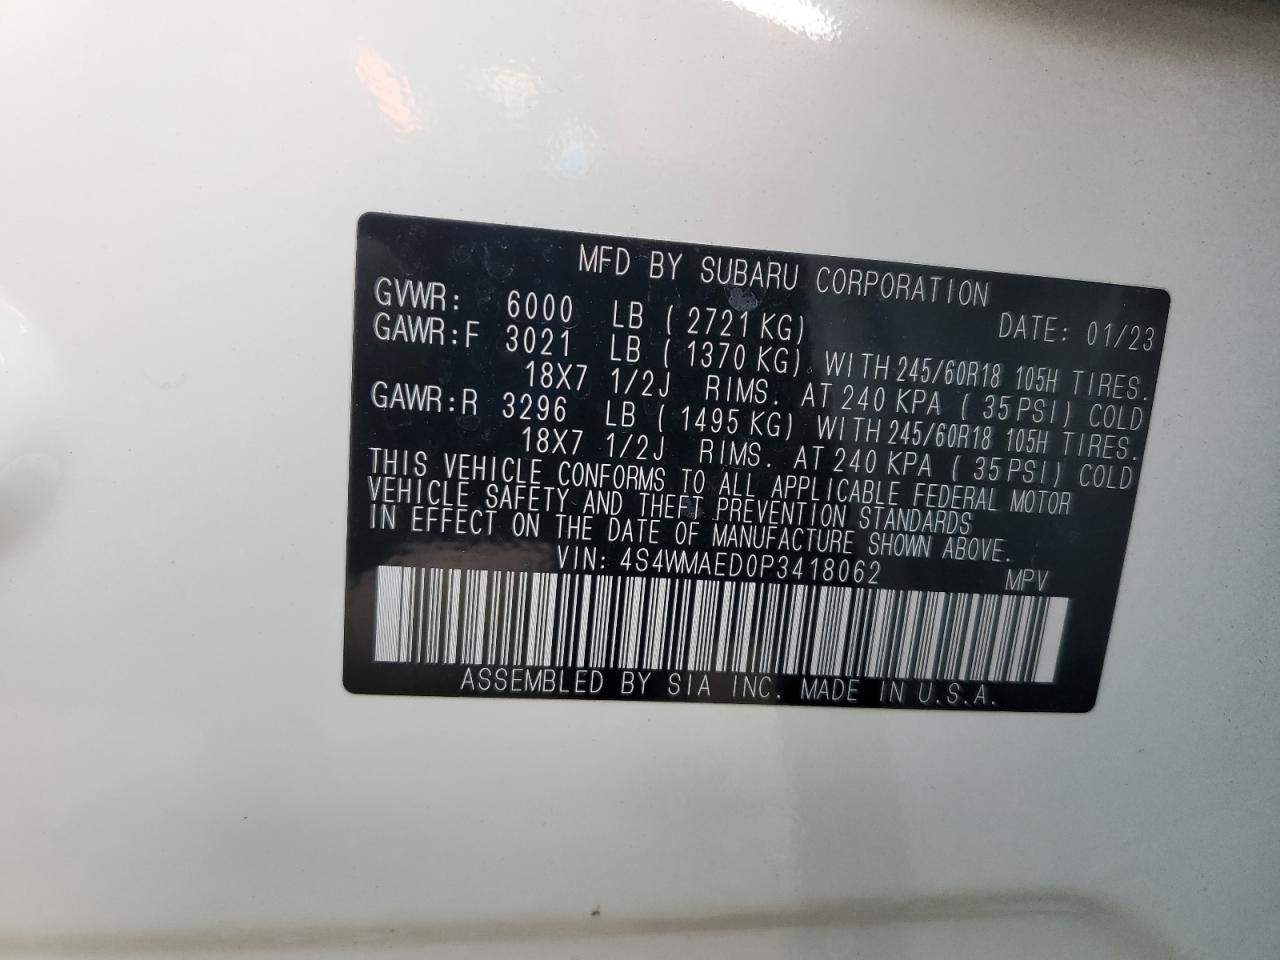 MFD BY SUBARU CORPORATION
GVWR: 6000 LB ( 2721 KG) DATE: 01/23
GAWR:F 3021 LB ( 1370 KG) WITH 245/60R18 105H TIRES.
18X7 1/2J RIMS. AT 240 KPA ( 35 PSI) COLD
GAWR:R 3296 LB ( 1495 KG) WITH 245/60R18 105H TIRES.
18X7 1/2J RIMS. AT 240 KPA ( 35 PSI) COLD
THIS VEHICLE CONFORMS TO ALL APPLICABLE FEDERAL MOTOR
VEHICLE SAFETY AND THEFT PREVENTION STANDARDS
IN EFFECT ON THE DATE OF MANUFACTURE SHOWN ABOVE.
VIN: 4S4WMAED0P3418062 MPV
ASSEMBLED BY SIA INC. MADE IN U.S.A.